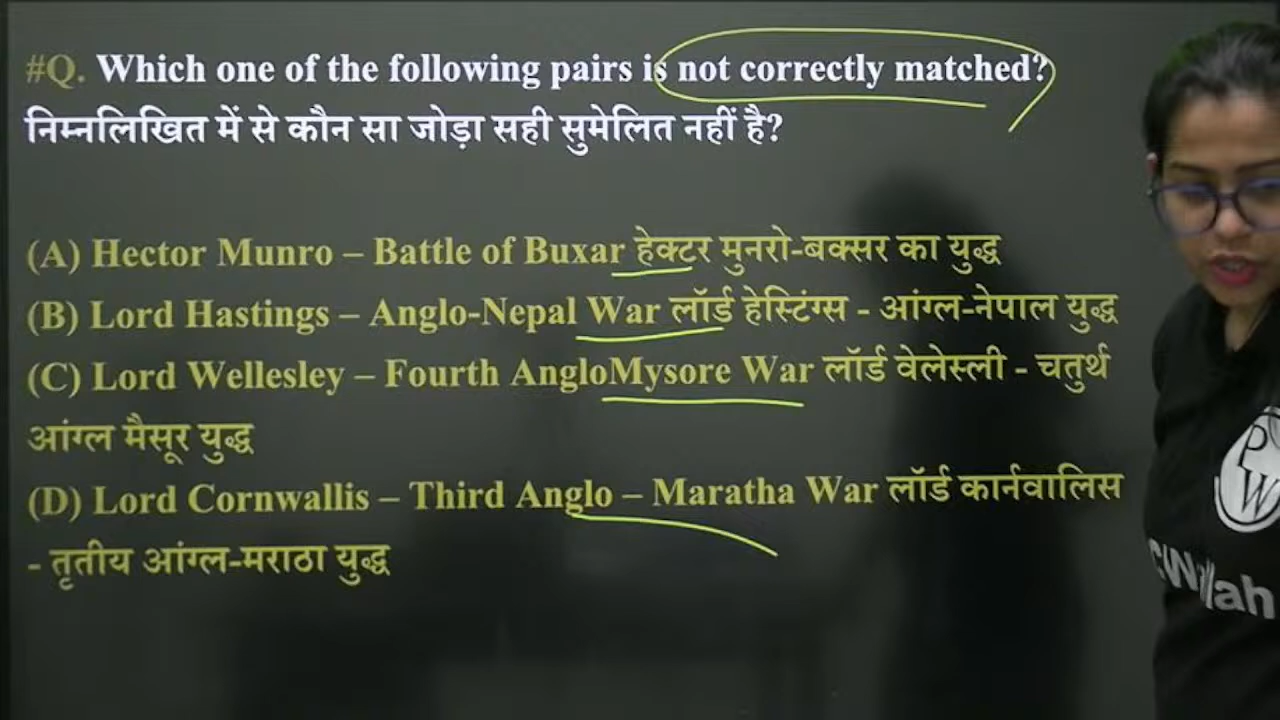 #Q. Which one of the following pairs is not correctly matched?
निम्नलिखित में से कौन सा जोड़ा सही सुमेलित नहीं है?
(A) Hector Munro – Battle of Buxar हेक्टर मुनरो-बक्सर का युद्ध
(B) Lord Hastings – Anglo-Nepal War लॉर्ड हेस्टिंग्स - आंग्ल-नेपाल युद्ध
(C) Lord Wellesley – Fourth AngloMysore War लॉर्ड वेलेस्ली - चतुर्थ
आंग्ल मैसूर युद्ध
(D) Lord Cornwallis – Third Anglo – Maratha War लॉर्ड कार्नवालिस
- तृतीय आंग्ल-मराठा युद्ध
PW